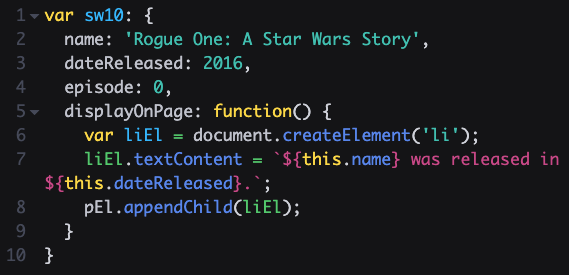 1 var sw10: {
2 name: 'Rogue One: A Star Wars Story',
3 dateReleased: 2016,
4 episode: 0,
5 displayOnPage: function() {
6 var liEl = document.createElement('li');
7 liEl.textContent = `${this.name} was released in
${this.dateReleased}.`;
8 pEl.appendChild(liEl);
9 }
10 }